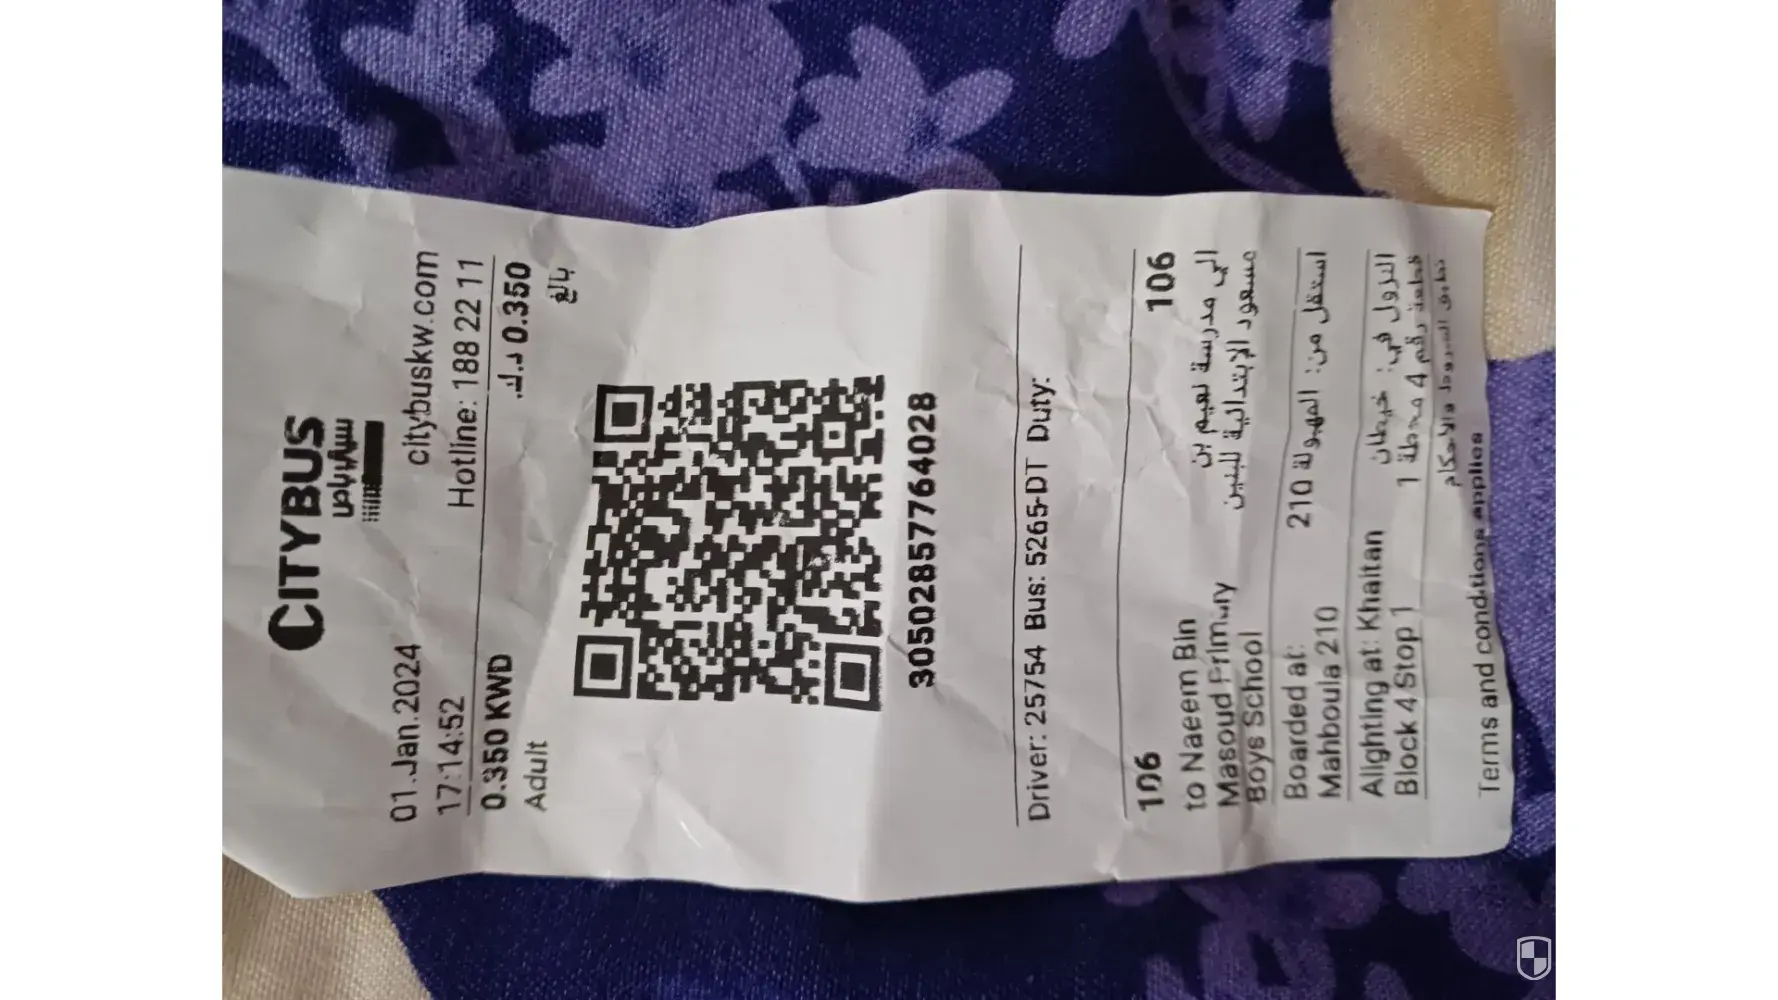 CITYBUS
سيتي باص
01.Jan.2024 citybuskw.com
17:14:52 Hotline: 188 22 11
0.350 KWD 0.350 د.ك.
Adult بالغ
30502857764028
Driver: 25754 Bus: 5265-DT Duty:
106 106
to Naeem Bin إلى مدرسة نعيم بن
Masoud Primary مسعود الإبتدائية للبنين
Boys School
Boarded at: استقل من: المهبولة 210
Mahboula 210
Alighting at: Khaitan النزول في: خيطان
Block 4 Stop 1 قطعة رقم 4 محطة 1
تطبق الشروط والاحكام
Terms and conditions applies